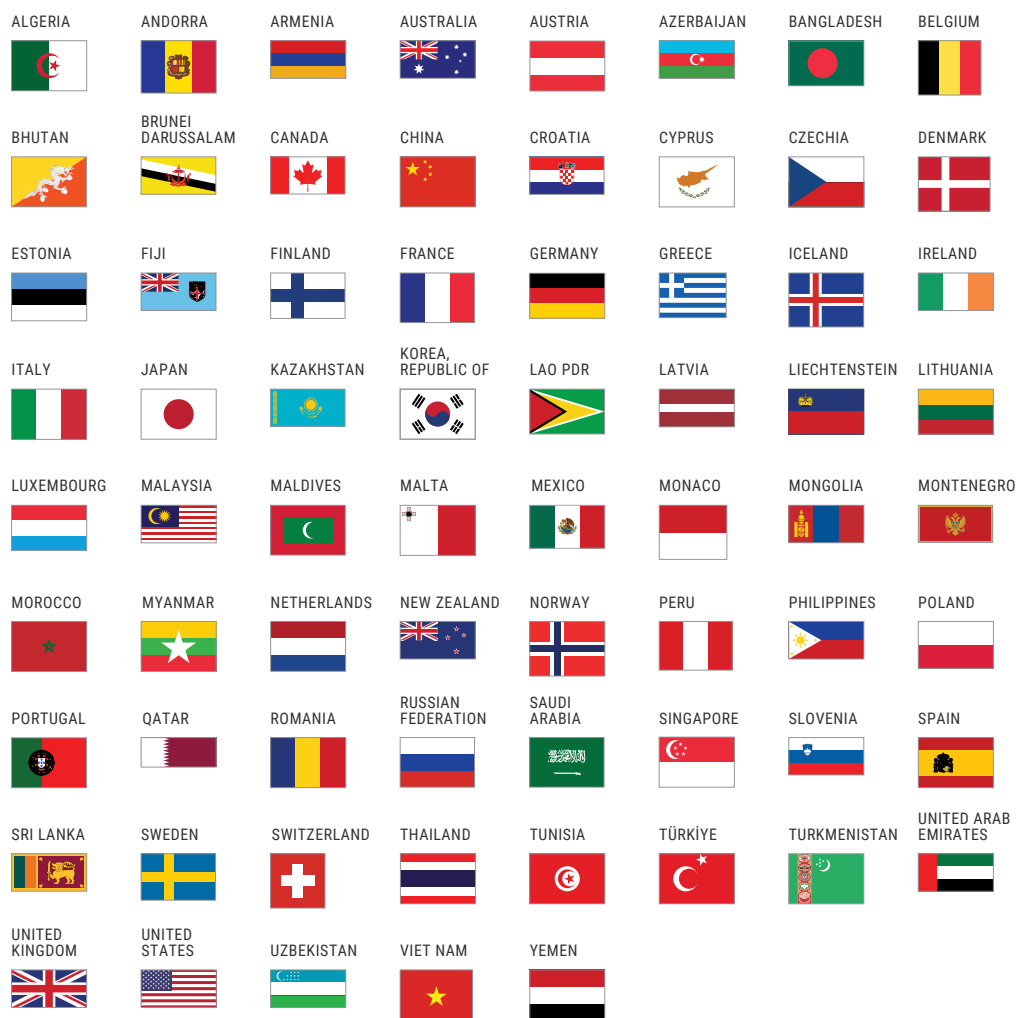 ALGERIA
ANDORRA
ARMENIA
AUSTRALIA
AUSTRIA
AZERBAIJAN
BANGLADESH
BELGIUM
BHUTAN
BRUNEI
DARUSSALAM
CANADA
CHINA
CROATIA
CYPRUS
CZECHIA
DENMARK
ESTONIA
FIJI
FINLAND
FRANCE
GERMANY
GREECE
ICELAND
IRELAND
ITALY
JAPAN
KAZAKHSTAN
KOREA,
REPUBLIC OF
LAO PDR
LATVIA
LIECHTENSTEIN
LITHUANIA
LUXEMBOURG
MALAYSIA
MALDIVES
MALTA
MEXICO
MONACO
MONGOLIA
MONTENEGRO
MOROCCO
MYANMAR
NETHERLANDS
NEW ZEALAND
NORWAY
PERU
PHILIPPINES
POLAND
PORTUGAL
QATAR
ROMANIA
RUSSIAN
FEDERATION
SAUDI
ARABIA
SINGAPORE
SLOVENIA
SPAIN
SRI LANKA
SWEDEN
SWITZERLAND
THAILAND
TUNISIA
TÜRKİYE
TURKMENISTAN
UNITED ARAB
EMIRATES
UNITED
KINGDOM
UNITED
STATES
UZBEKISTAN
VIET NAM
YEMEN